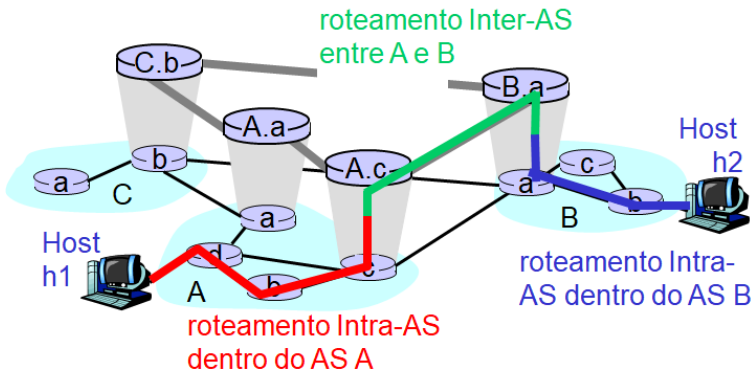 roteamento Inter-AS
entre A e B
C.b
B.a
A.a
Host
h2
A.c
b
c
a
a
C
a
b
B
Host
h1
d
c
b
A
roteamento Intra-
AS dentro do AS B
roteamento Intra-AS
dentro do AS A